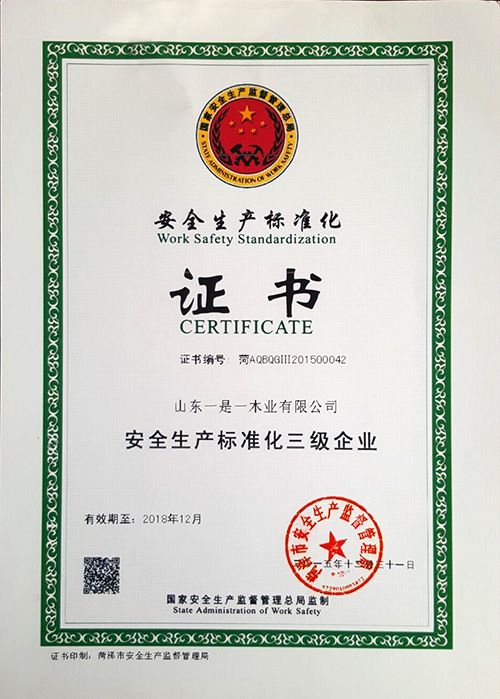 国家安全生产监督管理总局
STATE ADMINISTRATION OF WORK SAFETY
安全生产标准化
Work Safety Standardization
证书
CERTIFICATE
证书编号: 菏AQBQGIII201500042
山东一是一木业有限公司
安全生产标准化三级企业
有效期至: 2018年12月
菏泽市安全生产监督管理局
一五年十二月三十一日
国家安全生产监督管理总局监制
State Administration of Work Safety
证书印制: 菏泽市安全生产监督管理局